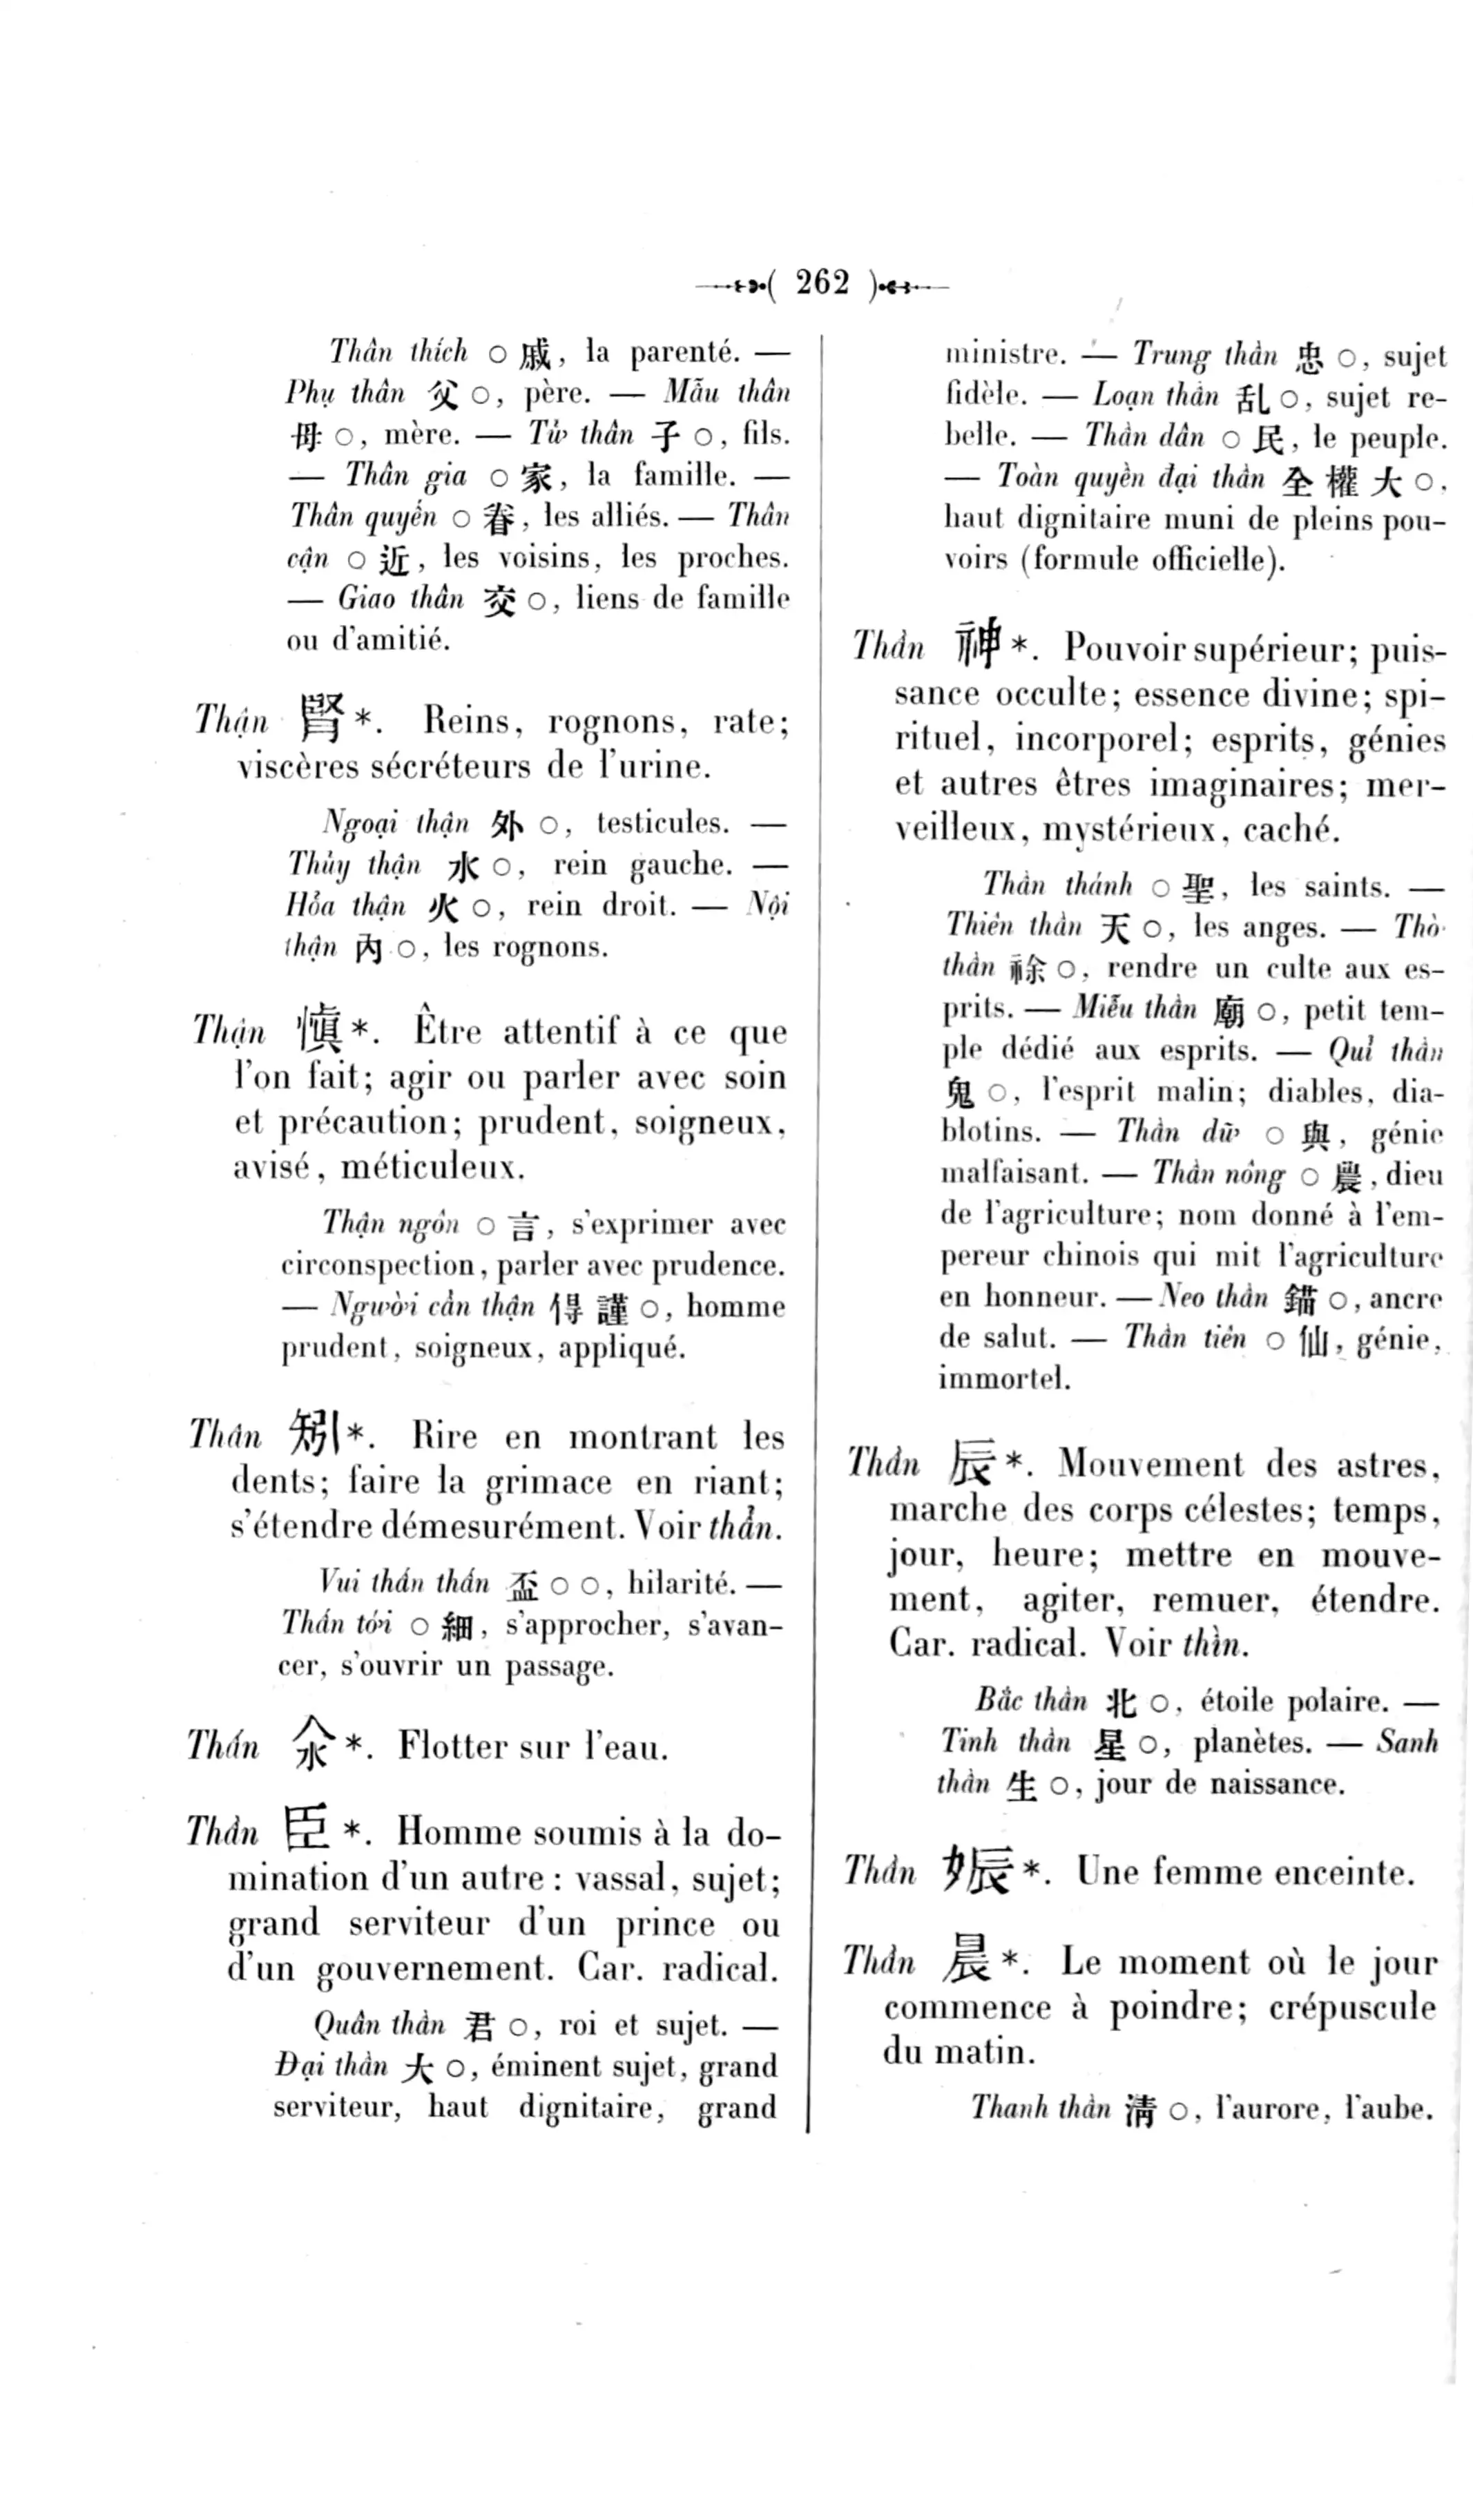 ( 262 )
Thân thích ○ 戚, la parenté. —
Phụ thân 父 ○, père. — Mẫu thân
母 ○, mère. — Tử thân 子 ○, fils.
— Thân gia ○ 家, la famille. —
Thân quyến ○ 眷, les alliés. — Thân
cận ○ 近, les voisins, les proches.
— Giao thân 交 ○, liens de famille
ou d'amitié.
Thận 腎 *. Reins, rognons, rate;
viscères sécréteurs de l'urine.
Ngoại thận 外 ○, testicules. —
Thủy thận 水 ○, rein gauche. —
Hỏa thận 火 ○, rein droit. — Nội
thận 內 ○, les rognons.
Thận 愼 *. Être attentif à ce que
l'on fait; agir ou parler avec soin
et précaution; prudent, soigneux,
avisé, méticuleux.
Thận ngôn ○ 言, s'exprimer avec
circonspection, parler avec prudence.
— Người cẩn thận 㝵 謹 ○, homme
prudent, soigneux, appliqué.
Thấn 矧 *. Rire en montrant les
dents; faire la grimace en riant;
s'étendre démesurément. Voir thẩn.
Vui thấn thấn 盃 ○ ○, hilarité. —
Thấn tới ○ 細, s'approcher, s'avan-
cer, s'ouvrir un passage.
Thấn 汆 *. Flotter sur l'eau.
Thần 臣 *. Homme soumis à la do-
mination d'un autre : vassal, sujet;
grand serviteur d'un prince ou
d'un gouvernement. Car. radical.
Quân thần 君 ○, roi et sujet. —
Đại thần 大 ○, éminent sujet, grand
serviteur, haut dignitaire, grand
ministre. — Trung thần 忠 ○, sujet
fidèle. — Loạn thần 乱 ○, sujet re-
belle. — Thần dân ○ 民, le peuple.
— Toàn quyền đại thần 全 權 大 ○,
haut dignitaire muni de pleins pou-
voirs (formule officielle).
Thần 神 *. Pouvoir supérieur; puis-
sance occulte; essence divine; spi-
rituel, incorporel; esprits, génies
et autres êtres imaginaires; mer-
veilleux, mystérieux, caché.
Thần thánh ○ 聖, les saints. —
Thiên thần 天 ○, les anges. — Thờ
thần 䄖 ○, rendre un culte aux es-
prits. — Miễu thần 廟 ○, petit tem-
ple dédié aux esprits. — Quỉ thần
鬼 ○, l'esprit malin; diables, dia-
blotins. — Thần dữ ○ 與, génie
malfaisant. — Thần nông ○ 農, dieu
de l'agriculture; nom donné à l'em-
pereur chinois qui mit l'agriculture
en honneur. — Neo thần 錨 ○, ancre
de salut. — Thần tiên ○ 仙, génie,
immortel.
Thần 辰 *. Mouvement des astres,
marche des corps célestes; temps,
jour, heure; mettre en mouve-
ment, agiter, remuer, étendre.
Car. radical. Voir thìn.
Bắc thần 北 ○, étoile polaire. —
Tinh thần 星 ○, planètes. — Sanh
thần 生 ○, jour de naissance.
Thần 娠 *. Une femme enceinte.
Thần 晨 *. Le moment où le jour
commence à poindre; crépuscule
du matin.
Thanh thần 清 ○, l'aurore, l'aube.